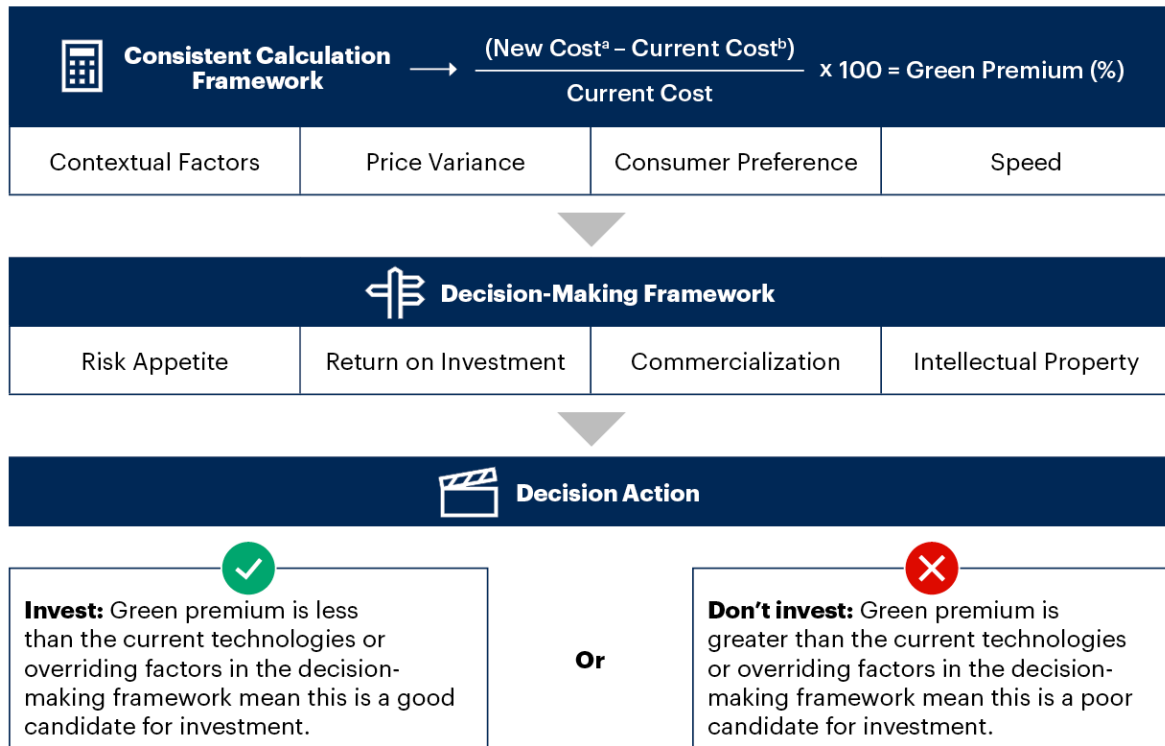 Consistent Calculation
Framework
(New Costᵃ – Current Costᵇ)
Current Cost
x 100 = Green Premium (%)
Contextual Factors
Price Variance
Consumer Preference
Speed
Decision-Making Framework
Risk Appetite
Return on Investment
Commercialization
Intellectual Property
Decision Action
Invest: Green premium is less
than the current technologies or
overriding factors in the decision-
making framework mean this is a good
candidate for investment.
Or
Don’t invest: Green premium is
greater than the current technologies
or overriding factors in the decision-
making framework mean this is a poor
candidate for investment.